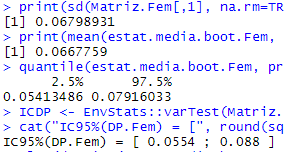 > print(sd(Matriz.Fem[,1], na.rm=TR
[1] 0.06798931
> print(mean(estat.media.boot.Fem,
[1] 0.0667759
> quantile(estat.media.boot.Fem, pr
2.5% 97.5%
0.05413486 0.07916033
> ICDP <- EnvStats::varTest(Matriz.
> cat("IC95%(DP.Fem) = [", round(sq
IC95%(DP.Fem) = [ 0.0554 ; 0.088 ]